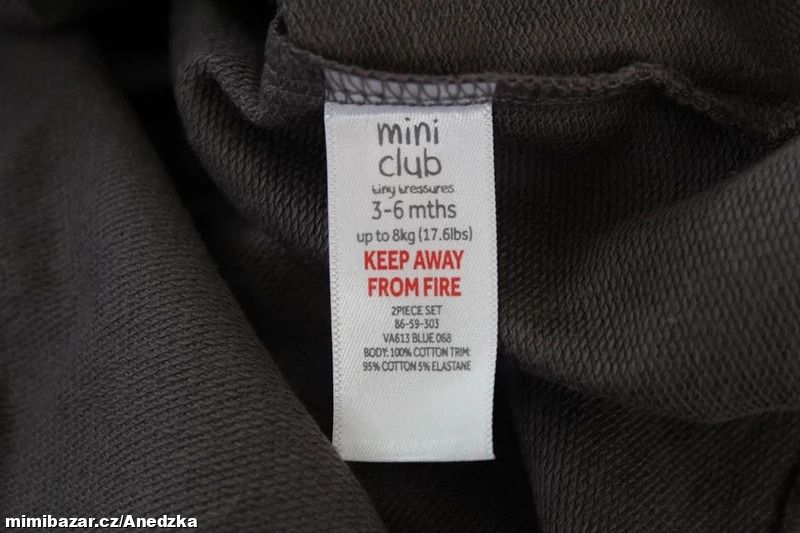 mini
club
tiny treasures
3-6 mths
up to 8kg (17.6lbs)
KEEP AWAY
FROM FIRE
2PIECE SET
86-59-303
VA613 BLUE 068
BODY: 100% COTTON TRIM:
95% COTTON 5% ELASTANE
mimibazar.cz/Anedzka